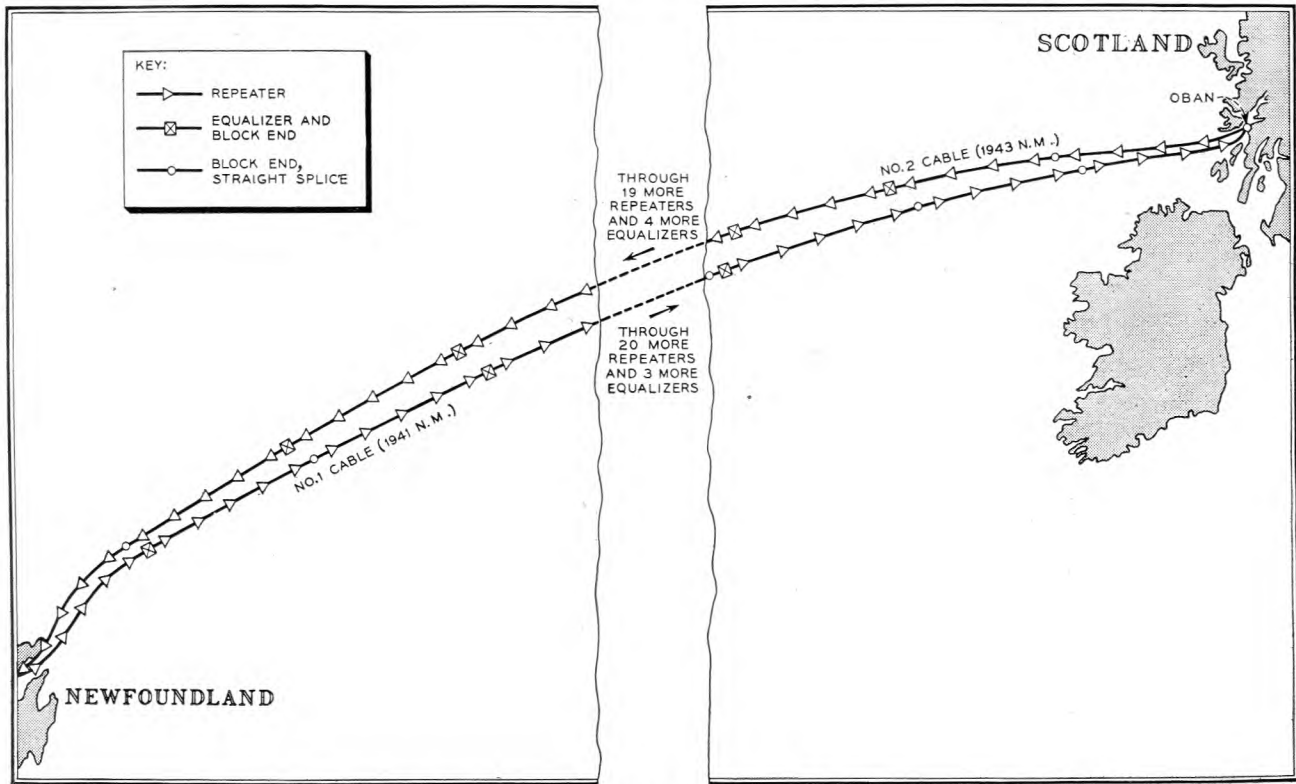 KEY:
REPEATER
EQUALIZER AND
BLOCK END
BLOCK END,
STRAIGHT SPLICE
SCOTLAND
OBAN
NO.2 CABLE (1943 N.M.)
THROUGH
19 MORE
REPEATERS
AND 4 MORE
EQUALIZERS
THROUGH
20 MORE
REPEATERS
AND 3 MORE
EQUALIZERS
NO.1 CABLE (1941 N.M.)
NEWFOUNDLAND